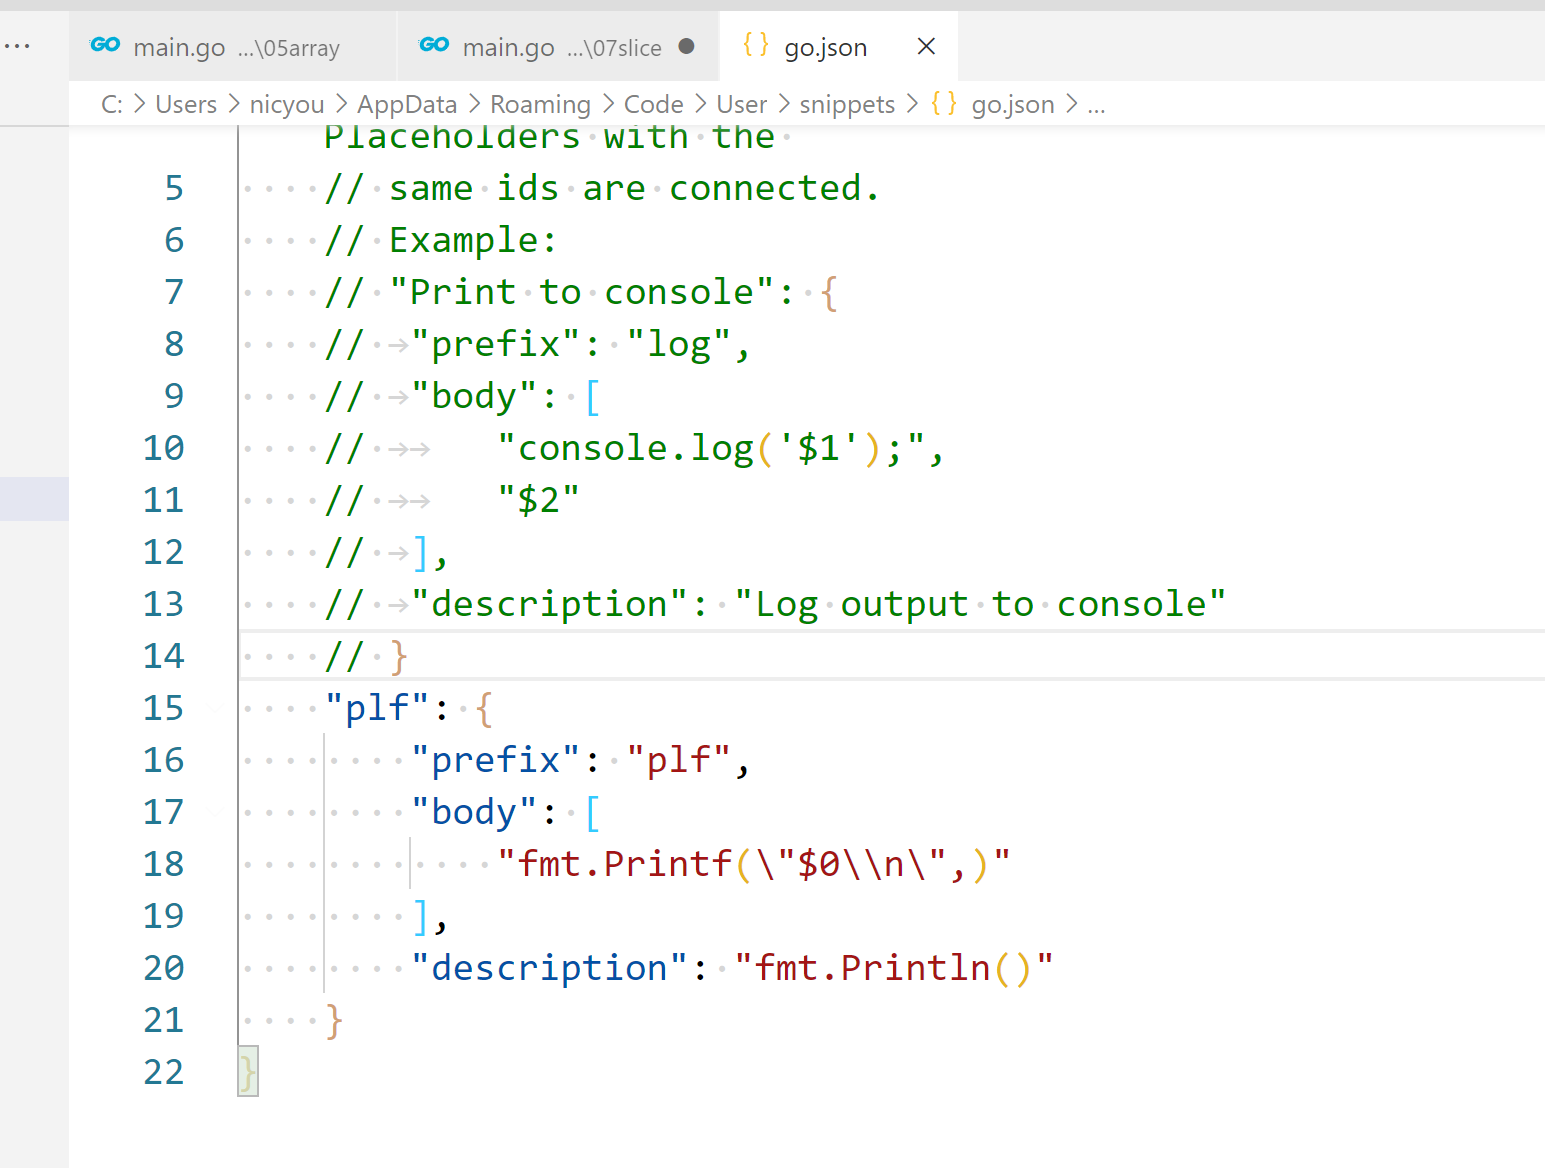 ... GO main.go ...\05array GO main.go ...\07slice ● {} go.json ×
C: > Users > nicyou > AppData > Roaming > Code > User > snippets > {} go.json > ...
Placeholders with the
5 // same ids are connected.
6 // Example:
7 // "Print to console": {
8 // "prefix": "log",
9 // "body": [
10 // "console.log('$1');",
11 // "$2"
12 // ],
13 // "description": "Log output to console"
14 // }
15 "plf": {
16 "prefix": "plf",
17 "body": [
18 "fmt.Printf(\"$0\\n\",)"
19 ],
20 "description": "fmt.Println()"
21 }
22 }